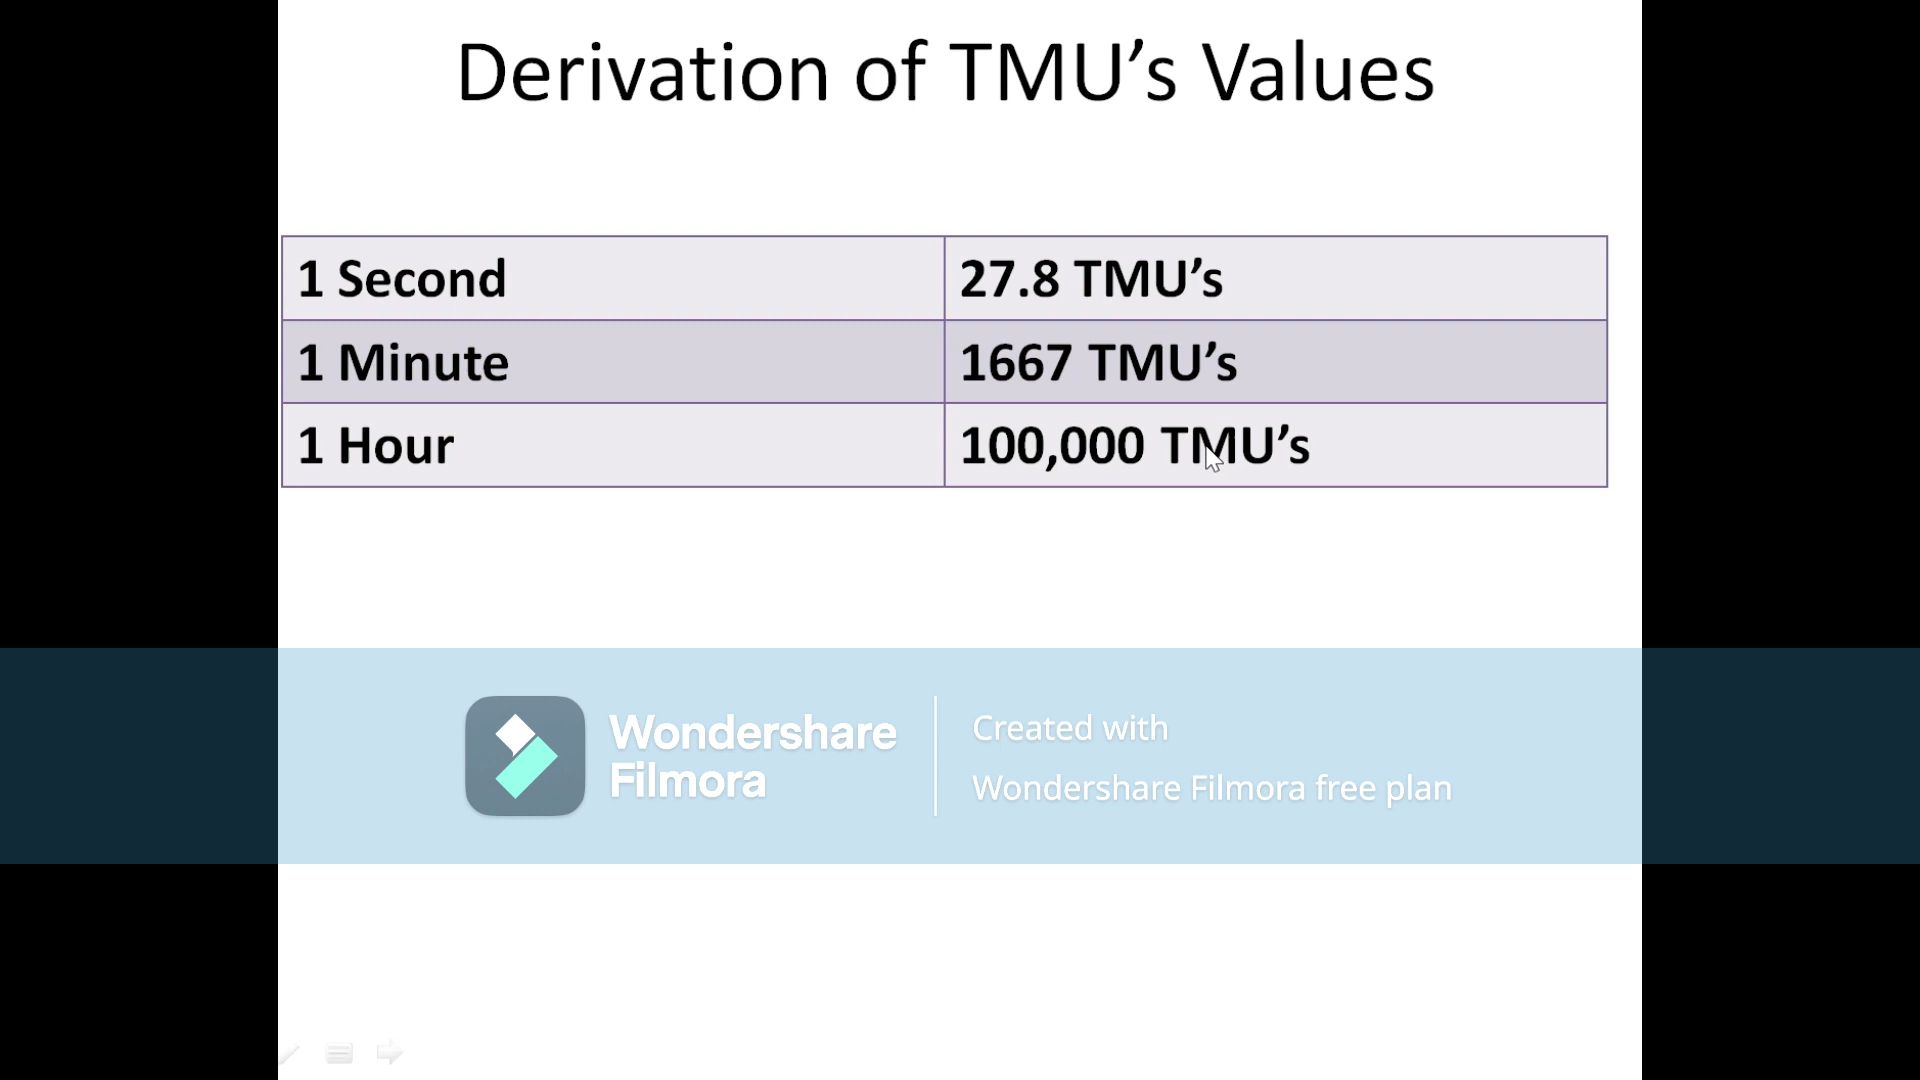 Derivation of TMU’s Values
1 Second 27.8 TMU’s
1 Minute 1667 TMU’s
1 Hour 100,000 TMU’s
Wondershare
Filmora
Created with
Wondershare Filmora free plan